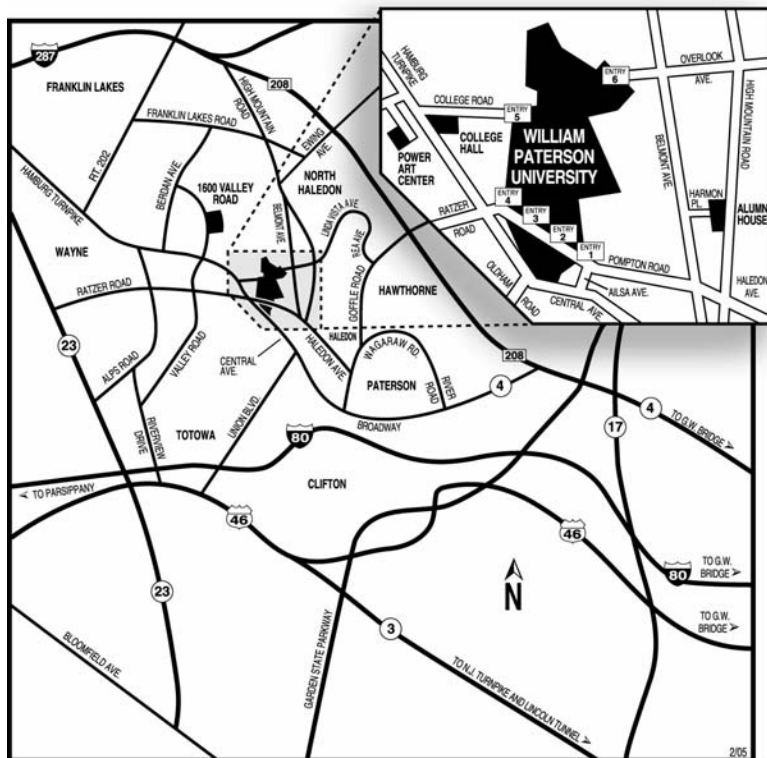 287
FRANKLIN LAKES
208
HIGH MOUNTAIN
ROAD
FRANKLIN LAKES ROAD
EWING
AVE.
RT. 202
HAMBURG TURNPIKE
BERDAN AVE.
1600 VALLEY
ROAD
NORTH
HALEDON
BELMONT AVE.
LINDA VISTA AVE
REA AVE
RATZER
WAYNE
RATZER ROAD
GOFFLE ROAD
HAWTHORNE
23
VALLEY ROAD
ALPS ROAD
CENTRAL
AVE.
HALEDON AVE.
HALEDON
WAGARAW RD.
208
PATERSON
RIVER
ROAD
4
BROADWAY
4
TO G.W. BRIDGE
17
RIVERVIEW
DRIVE
TOTOWA
UNION BLVD.
80
CLIFTON
TO PARSIPPANY
46
46
TO G.W.
BRIDGE
80
TO G.W.
BRIDGE
N
23
3
GARDEN STATE PARKWAY
BLOOMFIELD AVE.
TO N.J. TURNPIKE AND LINCOLN TUNNEL
2/05
HAMBURG
TURNPIKE
COLLEGE ROAD
ENTRY
5
ENTRY
6
OVERLOOK
AVE.
COLLEGE
HALL
POWER
ART
CENTER
WILLIAM
PATERSON
UNIVERSITY
BELMONT AVE.
HIGH MOUNTAIN ROAD
HARMON
PL.
ALUMN
HOUSE
ENTRY
4
ENTRY
3
ENTRY
2
ENTRY
1
ROAD
POMPTON ROAD
OLDHAM
ROAD
AILSA AVE.
CENTRAL AVE.
HALEDON
AVE.